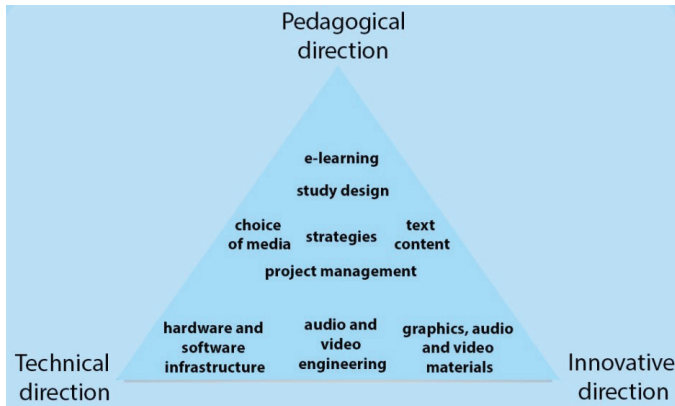 Pedagogical
direction
e-learning
study design
choice
of media
strategies
text
content
project management
hardware and
software
infrastructure
audio and
video
engineering
graphics, audio
and video
materials
Technical
direction
Innovative
direction